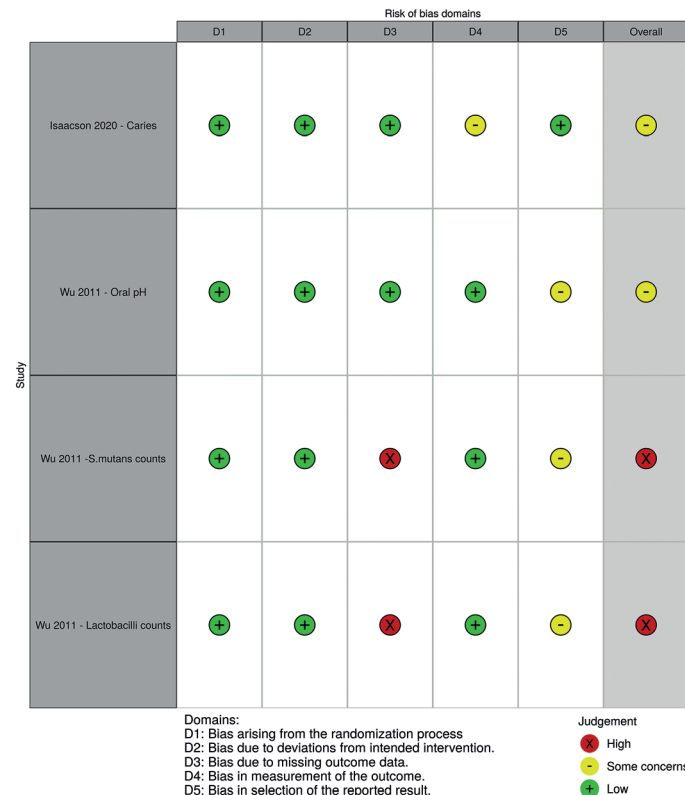 Risk of bias domains
D1 D2 D3 D4 D5 Overall
Study
Isaacson 2020 - Caries + + + - + -
Wu 2011 - Oral pH + + + + - -
Wu 2011 -S.mutans counts + + X + - X
Wu 2011 - Lactobacilli counts + + X + - X
Domains:
D1: Bias arising from the randomization process
D2: Bias due to deviations from intended intervention.
D3: Bias due to missing outcome data.
D4: Bias in measurement of the outcome.
D5: Bias in selection of the reported result.
Judgement
X High
- Some concerns
+ Low